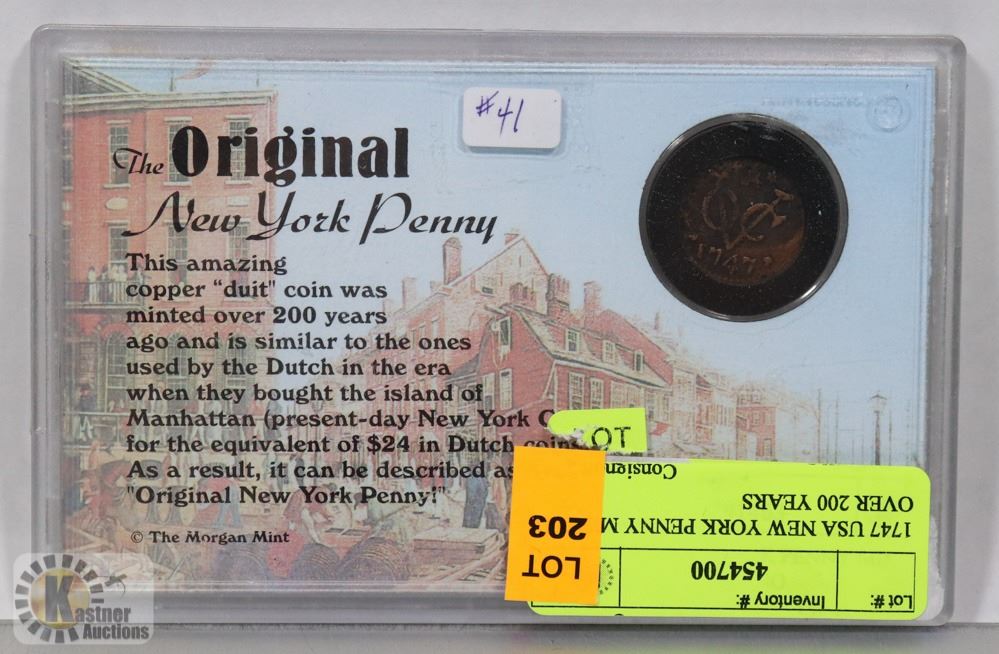 #41
The Original
New York Penny
This amazing
copper “duit” coin was
minted over 200 years
ago and is similar to the ones
used by the Dutch in the era
when they bought the island of
Manhattan (present-day New York
for the equivalent of $24 in Dutch coins
As a result, it can be described as
"Original New York Penny!"
© The Morgan Mint
1747
LOT
LOT
203
Lot #:
Inventory #:
454700
1747 USA NEW YORK PENNY M
OVER 200 YEARS
Consign
Kastner
Auctions